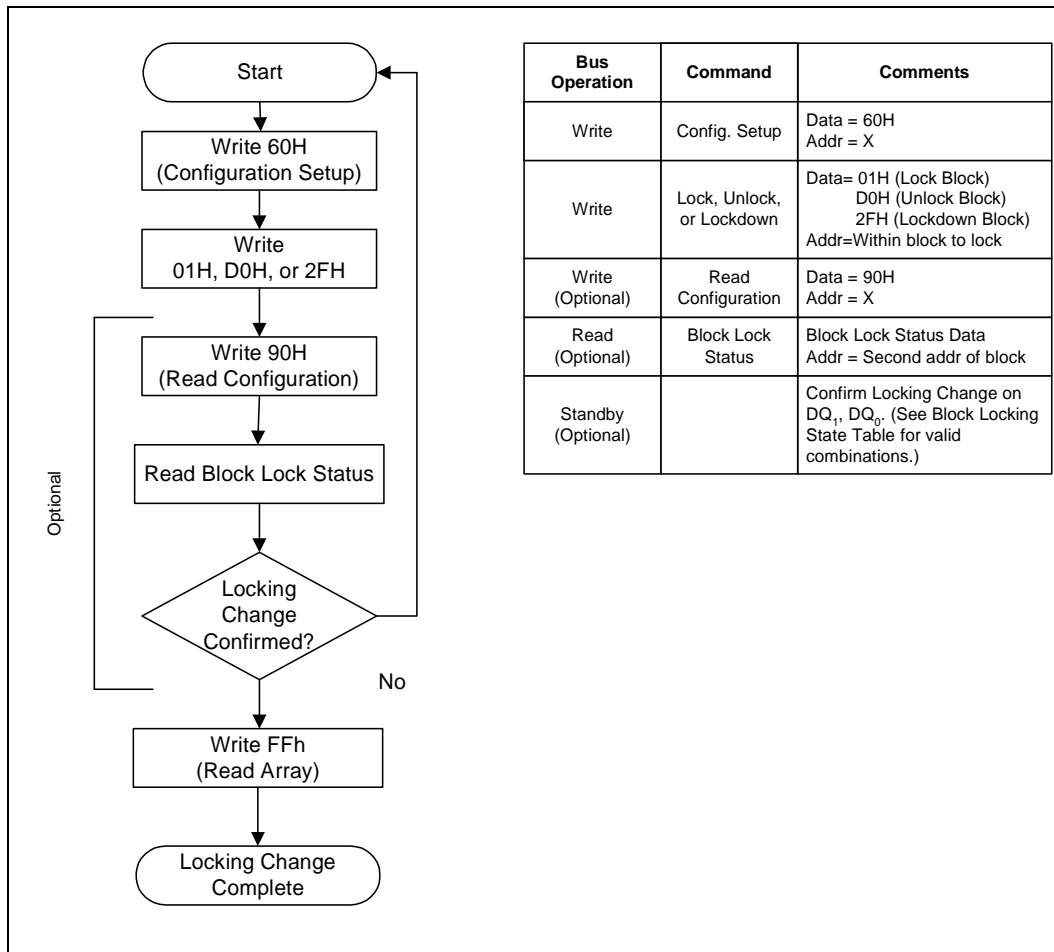 Start
Write 60H
(Configuration Setup)
Write
01H, D0H, or 2FH
Write 90H
(Read Configuration)
Read Block Lock Status
Optional
Locking
Change
Confirmed?
No
Write FFh
(Read Array)
Locking Change
Complete
Bus
Operation
Command
Comments
Write
Config. Setup
Data = 60H
Addr = X
Write
Lock, Unlock,
or Lockdown
Data= 01H (Lock Block)
D0H (Unlock Block)
2FH (Lockdown Block)
Addr=Within block to lock
Write
(Optional)
Read
Configuration
Data = 90H
Addr = X
Read
(Optional)
Block Lock
Status
Block Lock Status Data
Addr = Second addr of block
Standby
(Optional)
Confirm Locking Change on
DQ₁, DQ₀. (See Block Locking
State Table for valid
combinations.)